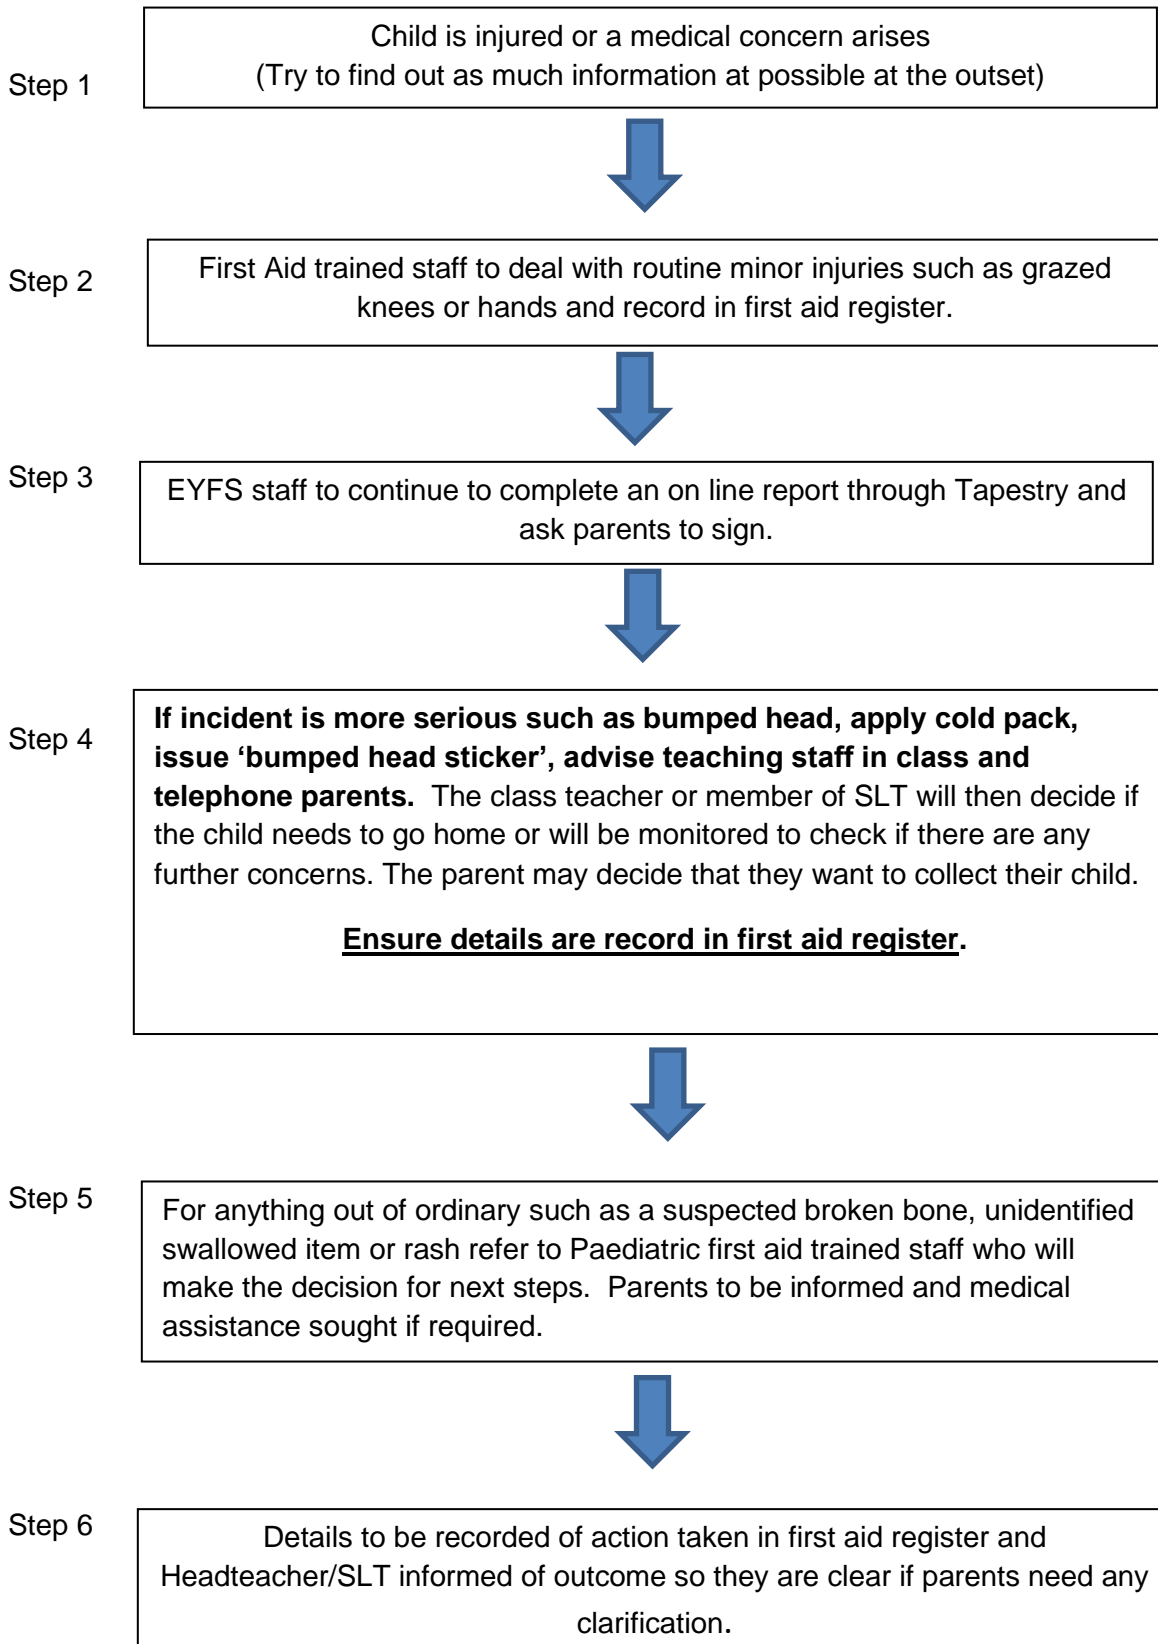 Step 1
Child is injured or a medical concern arises
(Try to find out as much information at possible at the outset)
Step 2
First Aid trained staff to deal with routine minor injuries such as grazed
knees or hands and record in first aid register.
Step 3
EYFS staff to continue to complete an on line report through Tapestry and
ask parents to sign.
Step 4
If incident is more serious such as bumped head, apply cold pack,
issue ‘bumped head sticker’, advise teaching staff in class and
telephone parents. The class teacher or member of SLT will then decide if
the child needs to go home or will be monitored to check if there are any
further concerns. The parent may decide that they want to collect their child.
Ensure details are record in first aid register.
Step 5
For anything out of ordinary such as a suspected broken bone, unidentified
swallowed item or rash refer to Paediatric first aid trained staff who will
make the decision for next steps. Parents to be informed and medical
assistance sought if required.
Step 6
Details to be recorded of action taken in first aid register and
Headteacher/SLT informed of outcome so they are clear if parents need any
clarification.